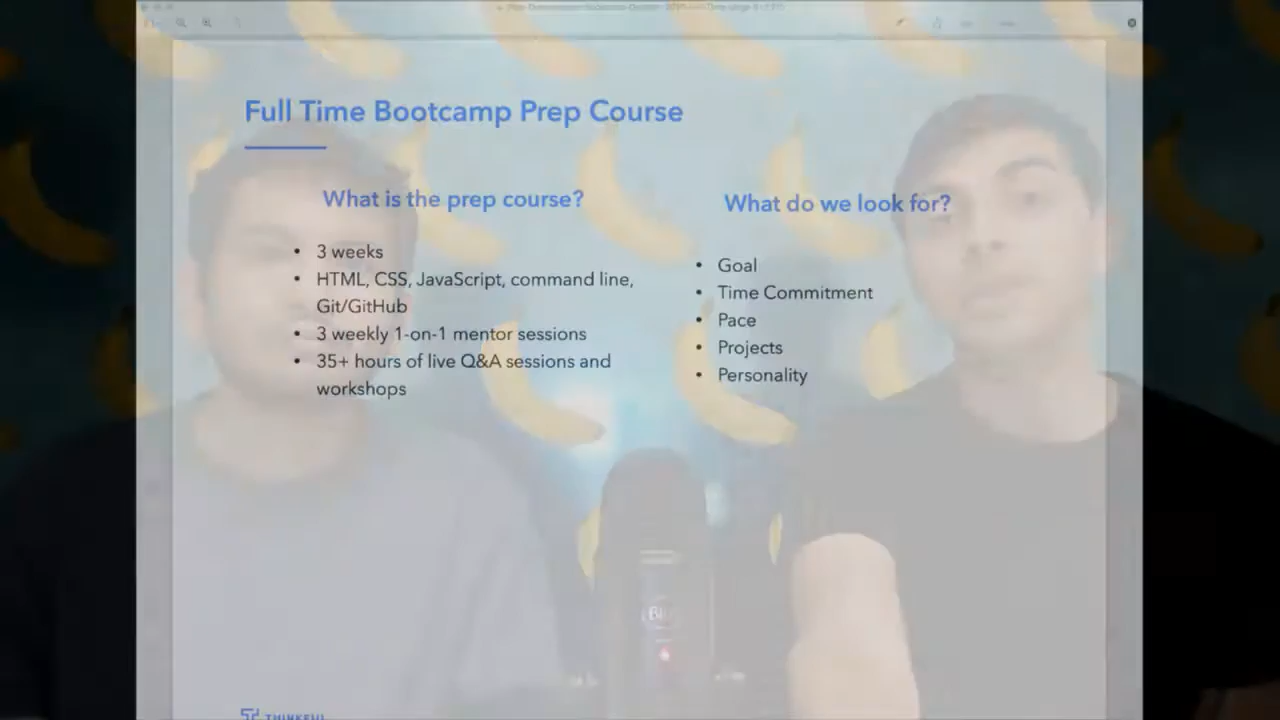 Full Time Bootcamp Prep Course
What is the prep course?
• 3 weeks
• HTML, CSS, JavaScript, command line,
Git/GitHub
• 3 weekly 1-on-1 mentor sessions
• 35+ hours of live Q&A sessions and
workshops
What do we look for?
• Goal
• Time Commitment
• Pace
• Projects
• Personality
THINKFUL